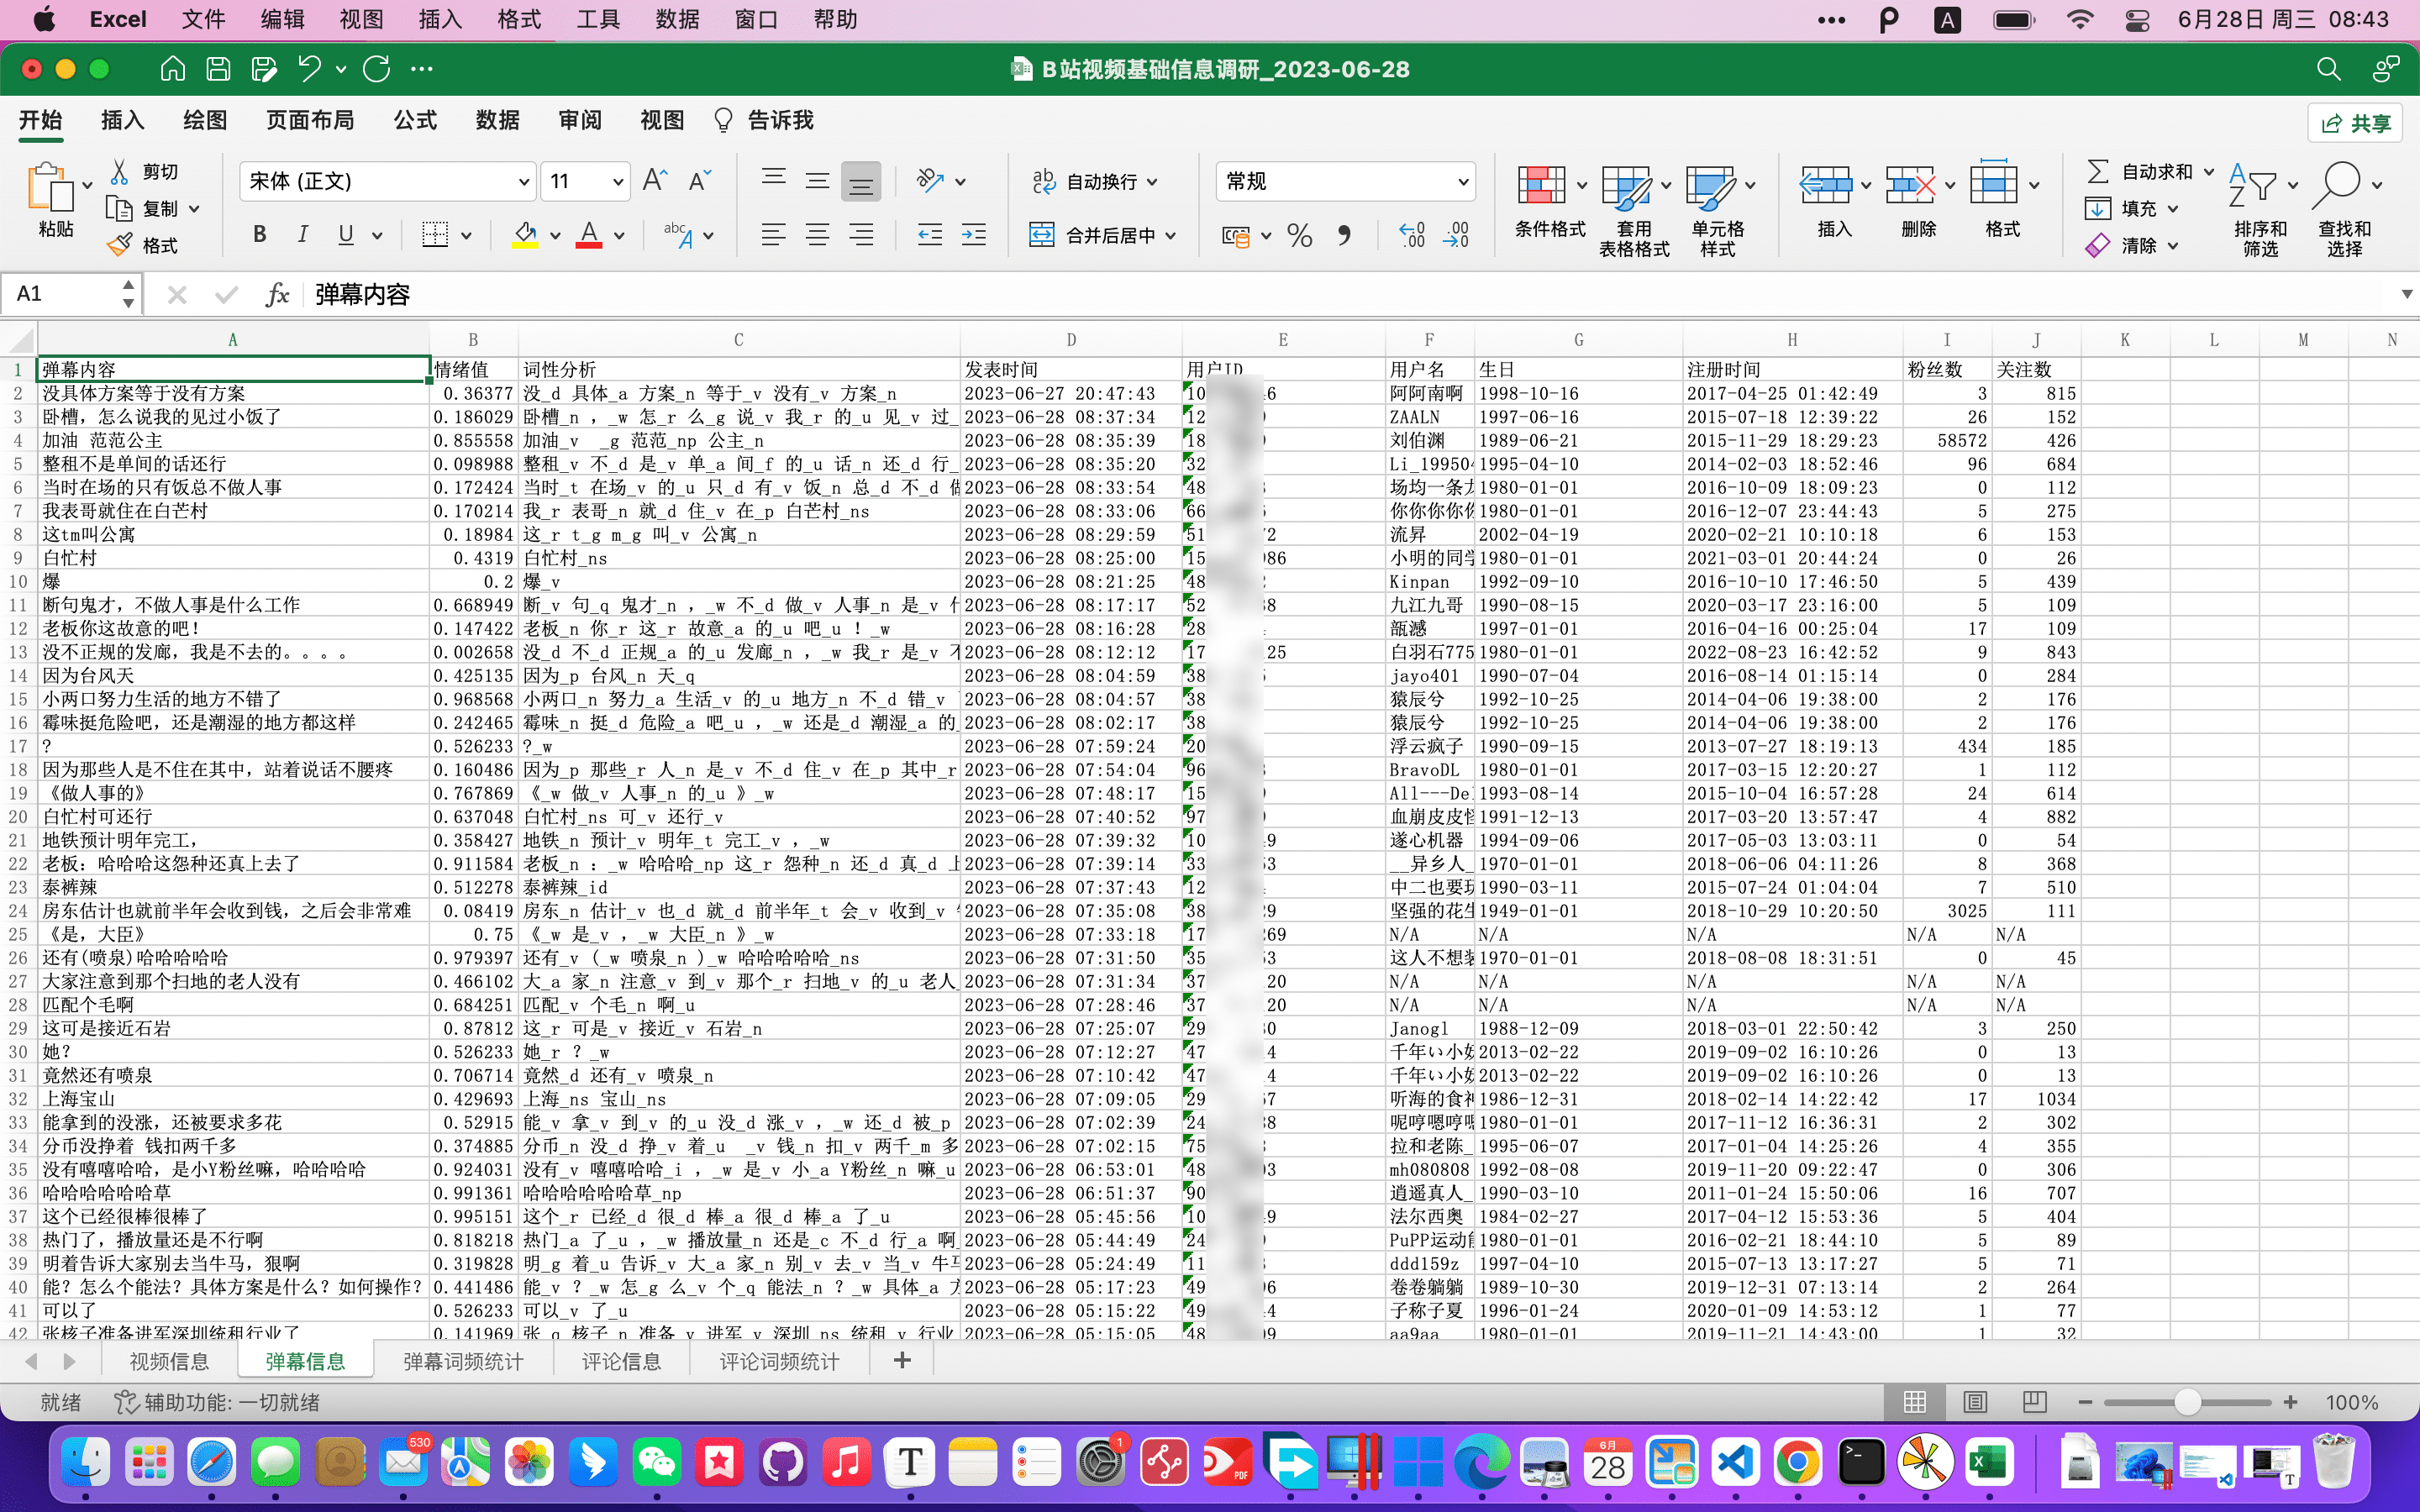 Excel 文件 编辑 视图 插入 格式 工具 数据 窗口 帮助 A 6月28日 周三 08:43
B站视频基础信息调研_2023-06-28
开始 插入 绘图 页面布局 公式 数据 审阅 视图 告诉我 共享
粘贴 剪切 复制 格式
宋体 (正文) 11
B I U
自动换行
合并后居中
常规
条件格式 套用 表格格式 单元格 样式 插入 删除 格式
自动求和 填充 清除 排序和 筛选 查找和 选择
A1 fx 弹幕内容
A B C D E F G H I J K L M N
1 弹幕内容 情绪值 词性分析 发表时间 用户ID 用户名 生日 注册时间 粉丝数 关注数
2 没具体方案等于没有方案 0.36377 没_d 具体_a 方案_n 等于_v 没有_v 方案_n 2023-06-27 20:47:43 10 6 阿阿南啊 1998-10-16 2017-04-25 01:42:49 3 815
3 卧槽，怎么说我的见过小饭了 0.186029 卧槽_n ，_w 怎_r 么_g 说_v 我_r 的_u 见_v 过_ 2023-06-28 08:37:34 12 ZAALN 1997-06-16 2015-07-18 12:39:22 26 152
4 加油 范范公主 0.855558 加油_v _g 范范_np 公主_n 2023-06-28 08:35:39 18 刘伯渊 1989-06-21 2015-11-29 18:29:23 58572 426
5 整租不是单间的话还行 0.098988 整租_v 不_d 是_v 单_a 间_f 的_u 话_n 还_d 行_ 2023-06-28 08:35:20 32 Li_19950 1995-04-10 2014-02-03 18:52:46 96 684
6 当时在场的只有饭总不做人事 0.172424 当时_t 在场_v 的_u 只_d 有_v 饭_n 总_d 不_d 2023-06-28 08:33:54 48 场均一条 1980-01-01 2016-10-09 18:09:23 0 112
7 我表哥就住在白芒村 0.170214 我_r 表哥_n 就_d 住_v 在_p 白芒村_ns 2023-06-28 08:33:06 66 你你你你 1980-01-01 2016-12-07 23:44:43 5 275
8 这tm叫公寓 0.18984 这_r t_g m_g 叫_v 公寓_n 2023-06-28 08:29:59 51 72 流昇 2002-04-19 2020-02-21 10:10:18 6 153
9 白忙村 0.4319 白忙村_ns 2023-06-28 08:25:00 15 986 小明的同学 1980-01-01 2021-03-01 20:44:24 0 26
10 爆 0.2 爆_v 2023-06-28 08:21:25 48 2 Kinpan 1992-09-10 2016-10-10 17:46:50 5 439
11 断句鬼才，不做人事是什么工作 0.668949 断_v 句_q 鬼才_n ，_w 不_d 做_v 人事_n 是_v 2023-06-28 08:17:17 52 38 九江九哥 1990-08-15 2020-03-17 23:16:00 5 109
12 老板你这故意的吧！ 0.147422 老板_n 你_r 这_r 故意_a 的_u 吧_u ！_w 2023-06-28 08:16:28 28 瓿澸 1997-01-01 2016-04-16 00:25:04 17 109
13 没不正规的发廊，我是不去的。。。。 0.002658 没_d 不_d 正规_a 的_u 发廊_n ，_w 我_r 是_v 2023-06-28 08:12:12 17 125 白羽石775 1980-01-01 2022-08-23 16:42:52 9 843
14 因为台风天 0.425135 因为_p 台风_n 天_q 2023-06-28 08:04:59 38 jayo401 1990-07-04 2016-08-14 01:15:14 0 284
15 小两口努力生活的地方不错了 0.968568 小两口_n 努力_a 生活_v 的_u 地方_n 不_d 错_v 2023-06-28 08:04:57 38 猿辰兮 1992-10-25 2014-04-06 19:38:00 2 176
16 霉味挺危险吧，还是潮湿的地方都这样 0.242465 霉味_n 挺_d 危险_a 吧_u ，_w 还是_d 潮湿_a 的_ 2023-06-28 08:02:17 38 猿辰兮 1992-10-25 2014-04-06 19:38:00 2 176
17 ? 0.526233 ?_w 2023-06-28 07:59:24 20 浮云疯子 1990-09-15 2013-07-27 18:19:13 434 185
18 因为那些人是不住在其中，站着说话不腰疼 0.160486 因为_p 那些_r 人_n 是_v 不_d 住_v 在_p 其中_r 2023-06-28 07:54:04 96 BravoDL 1980-01-01 2017-03-15 12:20:27 1 112
19 《做人事的》 0.767869 《_w 做_v 人事_n 的_u 》_w 2023-06-28 07:48:17 15 All---De 1993-08-14 2015-10-04 16:57:28 24 614
20 白忙村可还行 0.637048 白忙村_ns 可_v 还行_v 2023-06-28 07:40:52 97 血崩皮皮怪 1991-12-13 2017-03-20 13:57:47 4 882
21 地铁预计明年完工， 0.358427 地铁_n 预计_v 明年_t 完工_v ，_w 2023-06-28 07:39:32 10 49 遂心机器 1994-09-06 2017-05-03 13:03:11 0 54
22 老板：哈哈哈这怨种还真上去了 0.911584 老板_n ：_w 哈哈哈_np 这_r 怨种_n 还_d 真_d 上 2023-06-28 07:39:14 33 53 __异乡人_ 1970-01-01 2018-06-06 04:11:26 8 368
23 泰裤辣 0.512278 泰裤辣_id 2023-06-28 07:37:43 12 中二也要玩 1990-03-11 2015-07-24 01:04:04 7 510
24 房东估计也就前半年会收到钱，之后会非常难 0.08419 房东_n 估计_v 也_d 就_d 前半年_t 会_v 收到_v 2023-06-28 07:35:08 38 29 坚强的花生 1949-01-01 2018-10-29 10:20:50 3025 111
25 《是，大臣》 0.75 《_w 是_v ，_w 大臣_n 》_w 2023-06-28 07:33:18 17 269 N/A N/A N/A N/A N/A
26 还有(喷泉)哈哈哈哈哈 0.979397 还有_v (_w 喷泉_n )_w 哈哈哈哈哈_ns 2023-06-28 07:31:50 35 53 这人不想装 1970-01-01 2018-08-08 18:31:51 0 45
27 大家注意到那个扫地的老人没有 0.466102 大_a 家_n 注意_v 到_v 那个_r 扫地_v 的_u 老人_ 2023-06-28 07:31:34 37 120 N/A N/A N/A N/A N/A
28 匹配个毛啊 0.684251 匹配_v 个毛_n 啊_u 2023-06-28 07:28:46 37 120 N/A N/A N/A N/A N/A
29 这可是接近石岩 0.87812 这_r 可是_v 接近_v 石岩_n 2023-06-28 07:25:07 29 30 Janogl 1988-12-09 2018-03-01 22:50:42 3 250
30 她？ 0.526233 她_r ？_w 2023-06-28 07:12:27 47 14 千年い小妖 2013-02-22 2019-09-02 16:10:26 0 13
31 竟然还有喷泉 0.706714 竟然_d 还有_v 喷泉_n 2023-06-28 07:10:42 47 14 千年い小妖 2013-02-22 2019-09-02 16:10:26 0 13
32 上海宝山 0.429693 上海_ns 宝山_ns 2023-06-28 07:09:05 29 57 听海的食神 1986-12-31 2018-02-14 14:22:42 17 1034
33 能拿到的没涨，还被要求多花 0.52915 能_v 拿_v 到_v 的_u 没_d 涨_v ，_w 还_d 被_p 2023-06-28 07:02:39 24 38 呢哼嗯哼嗯 1980-01-01 2017-11-12 16:36:31 2 302
34 分币没挣着 钱扣两千多 0.374885 分币_n 没_d 挣_v 着_u _v 钱_n 扣_v 两千_m 多 2023-06-28 07:02:15 75 拉和老陈_ 1995-06-07 2017-01-04 14:25:26 4 355
35 没有嘻嘻哈哈，是小Y粉丝嘛，哈哈哈哈 0.924031 没有_v 嘻嘻哈哈_i ，_w 是_v 小_a Y粉丝_n 嘛_u 2023-06-28 06:53:01 48 03 mh080808 1992-08-08 2019-11-20 09:22:47 0 306
36 哈哈哈哈哈哈草 0.991361 哈哈哈哈哈哈草_np 2023-06-28 06:51:37 90 逍遥真人_ 1990-03-10 2011-01-24 15:50:06 16 707
37 这个已经很棒很棒了 0.995151 这个_r 已经_d 很_d 棒_a 很_d 棒_a 了_u 2023-06-28 05:45:56 10 49 法尔西奥 1984-02-27 2017-04-12 15:53:36 5 404
38 热门了，播放量还是不行啊 0.818218 热门_a 了_u ，_w 播放量_n 还是_c 不_d 行_a 啊_ 2023-06-28 05:44:49 24 PuPP运动 1980-01-01 2016-02-21 18:44:10 5 89
39 明着告诉大家别去当牛马，狠啊 0.319828 明_g 着_u 告诉_v 大_a 家_n 别_v 去_v 当_v 牛马 2023-06-28 05:24:49 11 ddd159z 1997-04-10 2015-07-13 13:17:27 5 71
40 能？怎么个能法？具体方案是什么？如何操作？ 0.441486 能_v ？_w 怎_g 么_v 个_q 能法_n ？_w 具体_a 方 2023-06-28 05:17:23 49 06 卷卷躺躺 1989-10-30 2019-12-31 07:13:14 2 264
41 可以了 0.526233 可以_v 了_u 2023-06-28 05:15:22 49 14 子称子夏 1996-01-24 2020-01-09 14:53:12 1 77
42 张核子准备进军深圳统租行业了 0.141969 张_q 核子_n 准备_v 进军_v 深圳_ns 统租_v 行业 2023-06-28 05:15:05 48 09 aa9aa 1980-01-01 2019-11-21 14:43:00 1 32
视频信息 弹幕信息 弹幕词频统计 评论信息 评论词频统计
就绪 辅助功能: 一切就绪 100%
530 1 PDF 6月 28